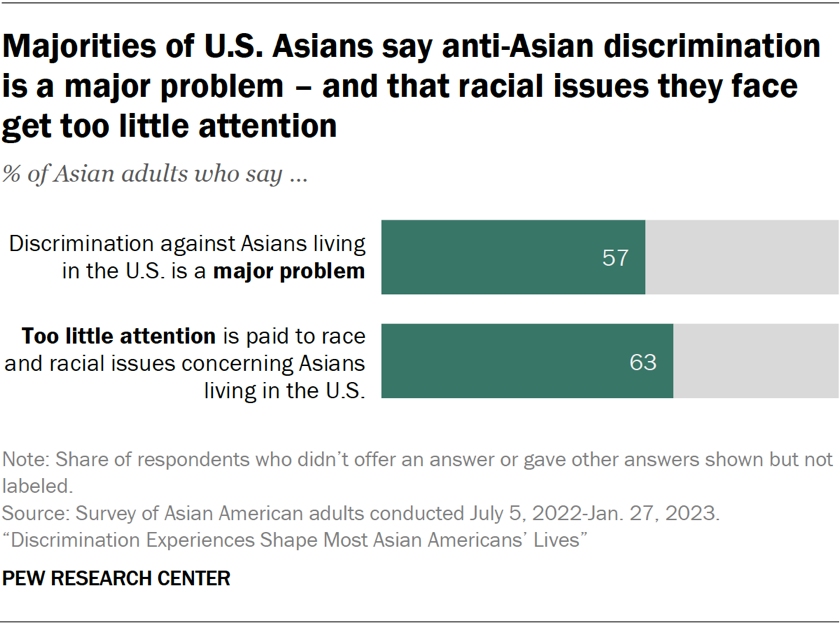 Majorities of U.S. Asians say anti-Asian discrimination
is a major problem – and that racial issues they face
get too little attention
% of Asian adults who say ...
Discrimination against Asians living
in the U.S. is a major problem
57
Too little attention is paid to race
and racial issues concerning Asians
living in the U.S.
63
Note: Share of respondents who didn’t offer an answer or gave other answers shown but not
labeled.
Source: Survey of Asian American adults conducted July 5, 2022-Jan. 27, 2023.
“Discrimination Experiences Shape Most Asian Americans’ Lives”
PEW RESEARCH CENTER